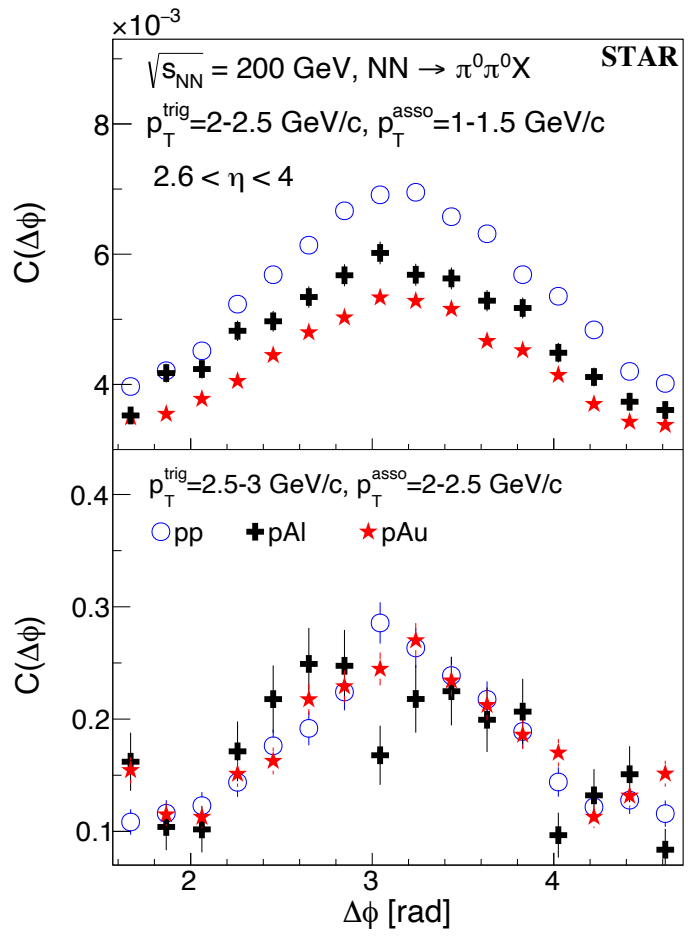 ×10⁻³
√s_NN = 200 GeV, NN → π⁰π⁰X STAR
p_T^trig=2-2.5 GeV/c, p_T^asso=1-1.5 GeV/c
2.6 < η < 4
8
6
4
C(Δϕ)
p_T^trig=2.5-3 GeV/c, p_T^asso=2-2.5 GeV/c
pp pAl pAu
0.4
0.3
0.2
0.1
C(Δϕ)
2 3 4
Δϕ [rad]